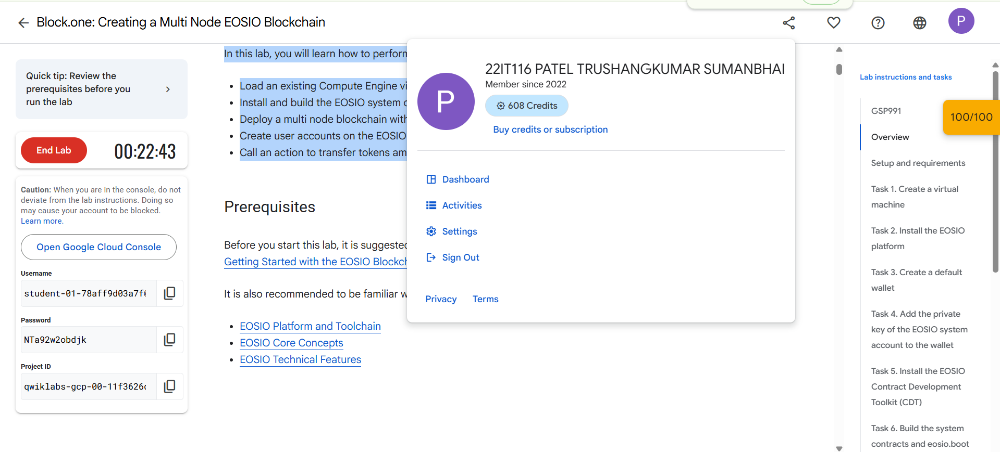 Block.one: Creating a Multi Node EOSIO Blockchain
P
Quick tip: Review the
prerequisites before you
run the lab
End Lab
00:22:43
Caution: When you are in the console, do not
deviate from the lab instructions. Doing so
may cause your account to be blocked.
Learn more.
Open Google Cloud Console
Username
student-01-78aff9d03a7f
Password
NTa92w2obdjk
Project ID
qwiklabs-gcp-00-11f3626
In this lab, you will learn how to perform
Load an existing Compute Engine
Install and build the EOSIO system
Deploy a multi node blockchain with
Create user accounts on the EOSIO
Call an action to transfer tokens
Prerequisites
Before you start this lab, it is suggested
Getting Started with the EOSIO
It is also recommended to be familiar
EOSIO Platform and Toolchain
EOSIO Core Concepts
EOSIO Technical Features
P
22IT116 PATEL TRUSHANGKUMAR SUMANBHAI
Member since 2022
608 Credits
Buy credits or subscription
Dashboard
Activities
Settings
Sign Out
Privacy Terms
Lab instructions and tasks
GSP991
100/100
Overview
Setup and requirements
Task 1. Create a virtual
machine
Task 2. Install the EOSIO
platform
Task 3. Create a default
wallet
Task 4. Add the private
key of the EOSIO system
account to the wallet
Task 5. Install the EOSIO
Contract Development
Toolkit (CDT)
Task 6. Build the system
contracts and eosio.boot